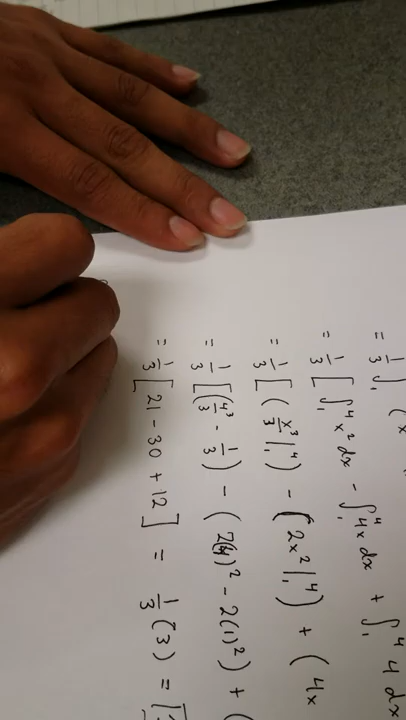 = 1/3 ∫₁ (x
= 1/3 [ ∫₁⁴ x² dx - ∫₁⁴ 4x dx + ∫₁ 4 dx
= 1/3 [ ( x³/3 |₁⁴ ) - ( 2x² |₁⁴ ) + ( 4x
= 1/3 [ ( 4³/3 - 1/3 ) - ( 2(4)² - 2(1)² ) + (
= 1/3 [ 21 - 30 + 12 ] = 1/3 (3) =